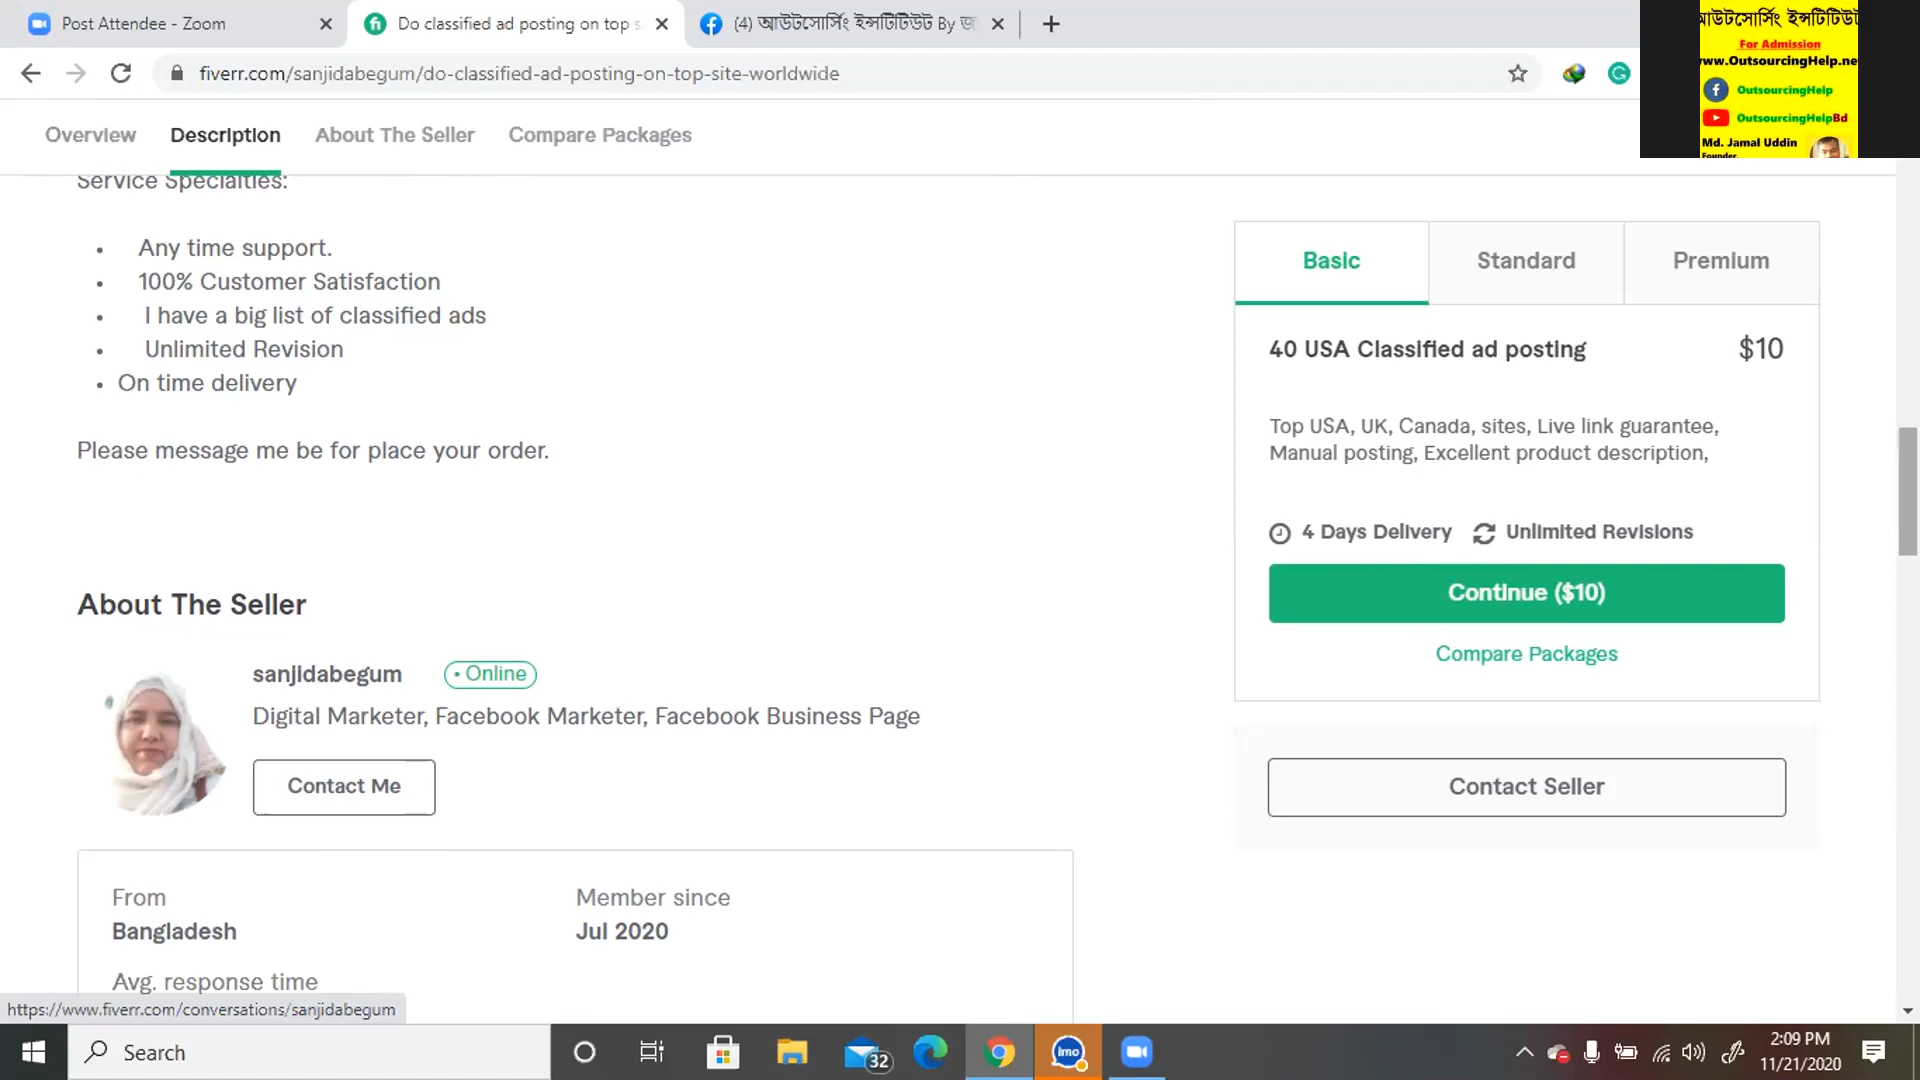 Post Attendee - Zoom
Do classified ad posting on top s
(4) আউটসোর্সিং ইন্সটিটিউট By জ
fiverr.com/sanjidabegum/do-classified-ad-posting-on-top-site-worldwide
আউটসোর্সিং ইন্সটিটিউট
For Admission
www.OutsourcingHelp.ne
OutsourcingHelp
OutsourcingHelpBd
Md. Jamal Uddin
Founder,
Overview
Description
About The Seller
Compare Packages
Service Specialties:
• Any time support.
• 100% Customer Satisfaction
• I have a big list of classified ads
• Unlimited Revision
• On time delivery
Please message me be for place your order.
Basic
Standard
Premium
40 USA Classified ad posting
$10
Top USA, UK, Canada, sites, Live link guarantee,
Manual posting, Excellent product description,
4 Days Delivery
Unlimited Revisions
Continue ($10)
Compare Packages
Contact Seller
About The Seller
sanjidabegum
• Online
Digital Marketer, Facebook Marketer, Facebook Business Page
Contact Me
From
Bangladesh
Member since
Jul 2020
Avg. response time
https://www.fiverr.com/conversations/sanjidabegum
Search
32
imo
2:09 PM
11/21/2020